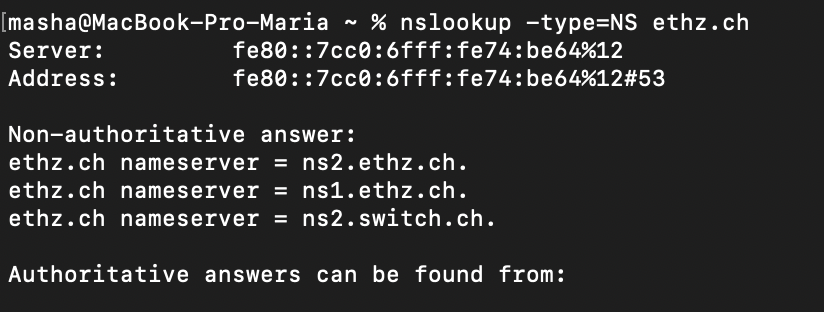 [masha@MacBook-Pro-Maria ~ % nslookup -type=NS ethz.ch
Server:		fe80::7cc0:6fff:fe74:be64%12
Address:	fe80::7cc0:6fff:fe74:be64%12#53
Non-authoritative answer:
ethz.ch	nameserver = ns2.ethz.ch.
ethz.ch	nameserver = ns1.ethz.ch.
ethz.ch	nameserver = ns2.switch.ch.
Authoritative answers can be found from: